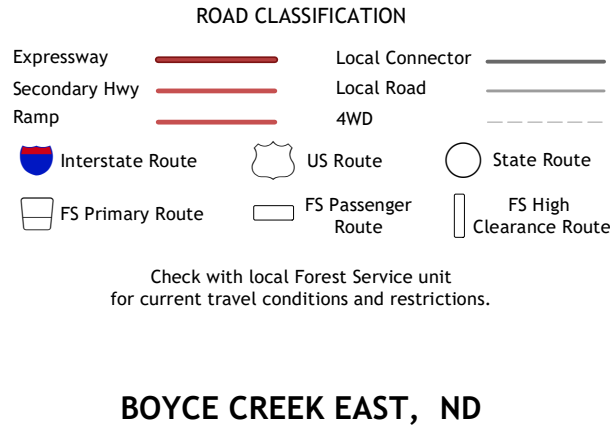 ROAD CLASSIFICATION
Expressway
Local Connector
Secondary Hwy
Local Road
Ramp
4WD
Interstate Route
US Route
State Route
FS Primary Route
FS Passenger
Route
FS High
Clearance Route
Check with local Forest Service unit
for current travel conditions and restrictions.
BOYCE CREEK EAST, ND